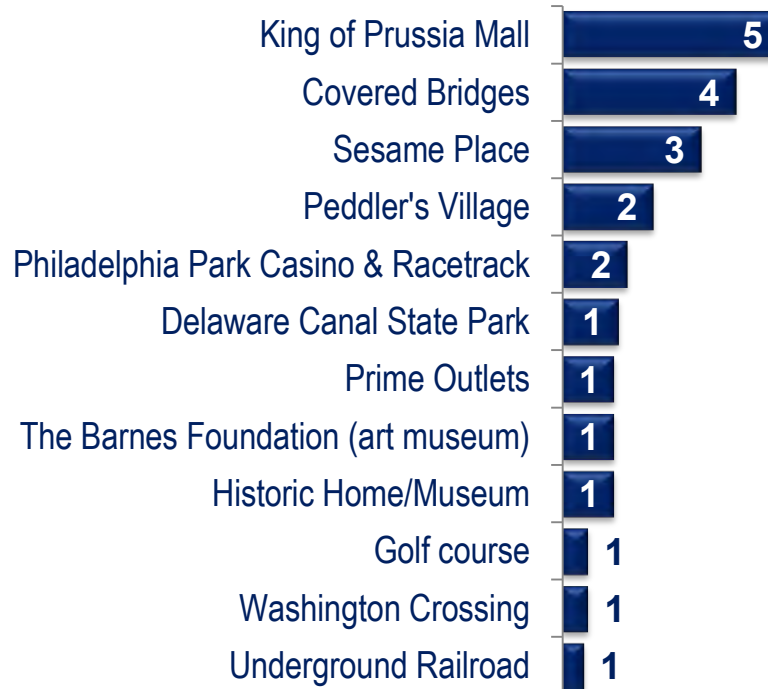 King of Prussia Mall 5
Covered Bridges 4
Sesame Place 3
Peddler's Village 2
Philadelphia Park Casino & Racetrack 2
Delaware Canal State Park 1
Prime Outlets 1
The Barnes Foundation (art museum) 1
Historic Home/Museum 1
Golf course 1
Washington Crossing 1
Underground Railroad 1